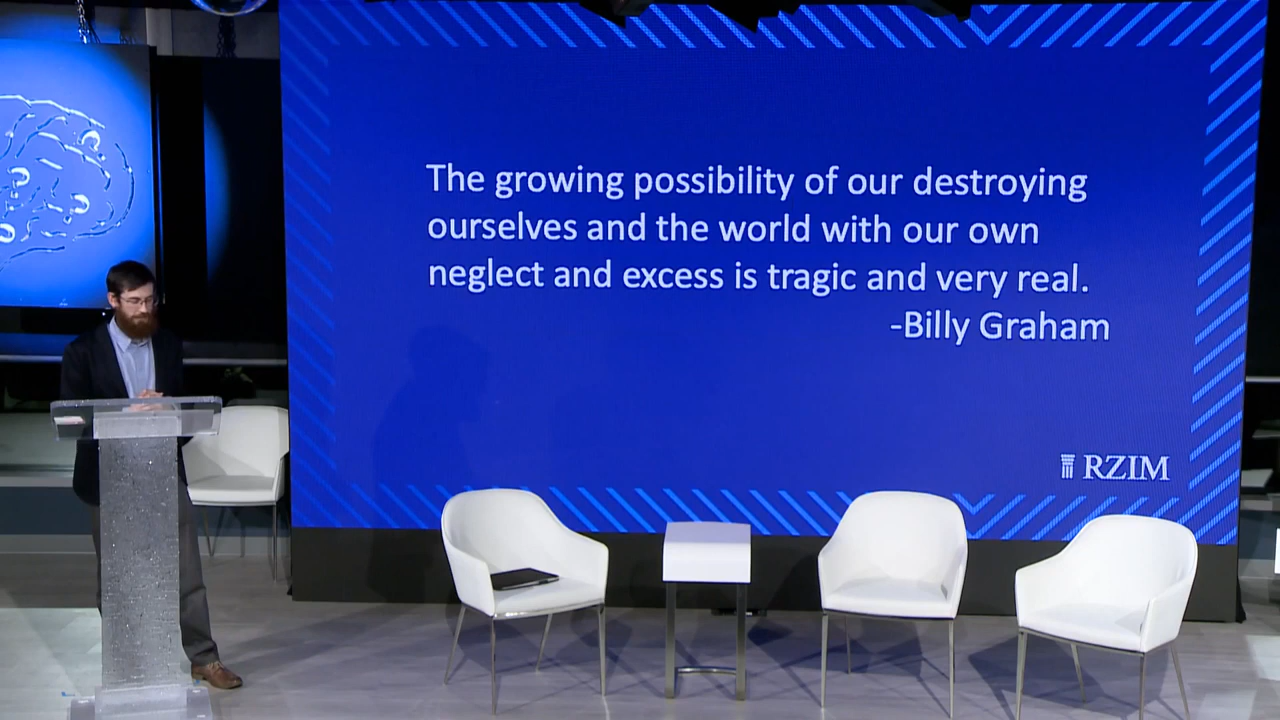 The growing possibility of our destroying
ourselves and the world with our own
neglect and excess is tragic and very real.
-Billy Graham
RZIM